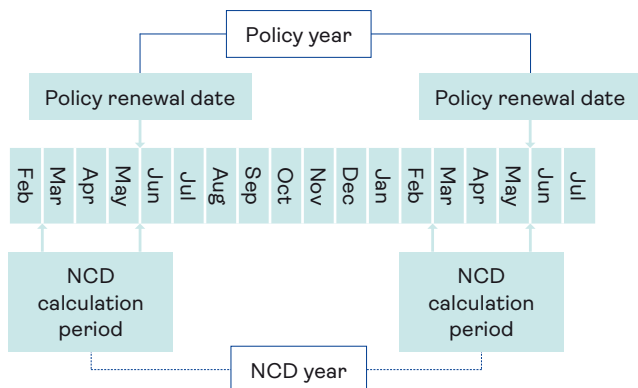 Policy year
Policy renewal date
Policy renewal date
Feb
Mar
Apr
May
Jun
Jul
Aug
Sep
Oct
Nov
Dec
Jan
Feb
Mar
Apr
May
Jun
Jul
NCD
calculation
period
NCD
calculation
period
NCD year